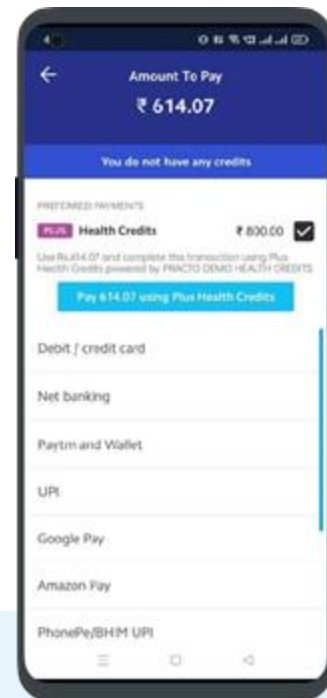 Amount To Pay
₹ 614.07
You do not have any credits
PREFERRED PAYMENTS
PLUS Health Credits ₹ 800.00
Use Rs.614.07 and complete this transaction using Plus
Health Credits powered by PRACTO DEMO HEALTH CREDITS
Pay 614.07 using Plus Health Credits
Debit / credit card
Net banking
Paytm and Wallet
UPI
Google Pay
Amazon Pay
PhonePe/BHIM UPI